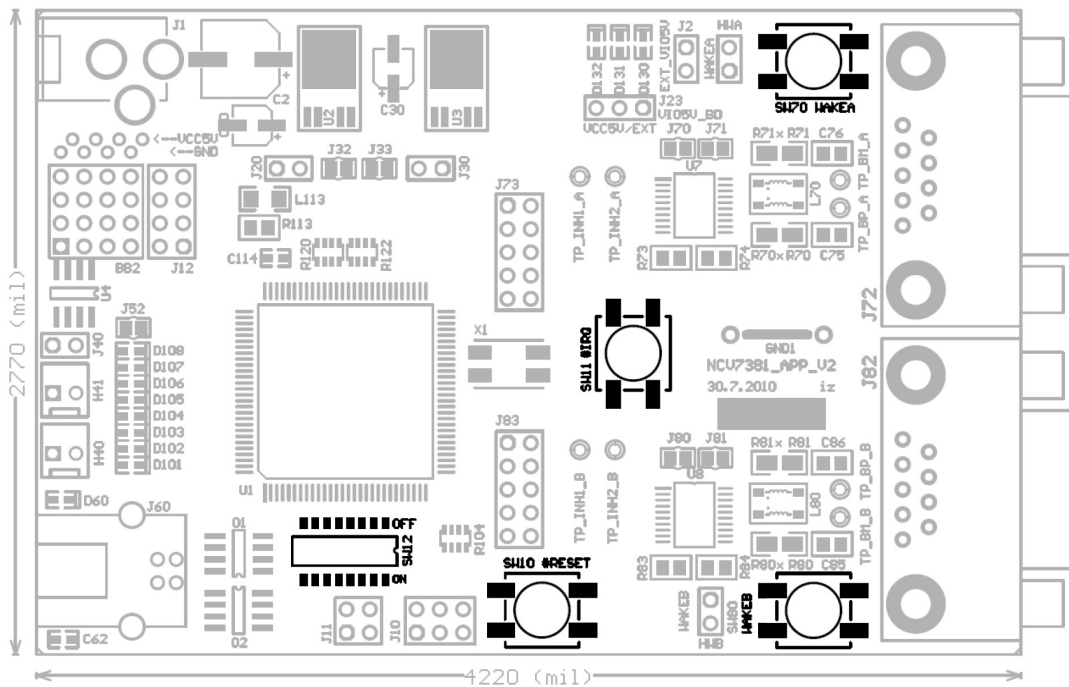 J1
C2
U2
C30
U3
D132
D131
D130
J2
EXT_VIO5V
HWA
WAKEA
SW70 WAKEA
J23
VIO5V_BD
VCC5V/EXT
<--VCC5V
<--GND
J20
J32
J33
J30
J70
J71
U7
R71× R71
C76
TP_BM_A
L113
R113
J73
TP_INH1_A
TP_INH2_A
L70
TP_BP_A
BB2
J12
C114
R120
R122
R73
R74
R70× R70
C75
U4
J52
J40
D108
D107
D106
D105
D104
D103
D102
D101
H41
H40
X1
SW11 #IRQ
GND1
NCV7381_APP_V2
30.7.2010 iz
J72
J82
2770 (mil)
J83
J80
J81
U8
R81× R81
C86
TP_BP_B
U1
D60
J60
TP_INH1_B
TP_INH2_B
L80
TP_BM_B
OFF
SW12
ON
R104
R83
R84
R80× R80
C85
SW10 #RESET
WAKEB
SW80
HWB
WAKEB
C62
J11
J10
4220 (mil)